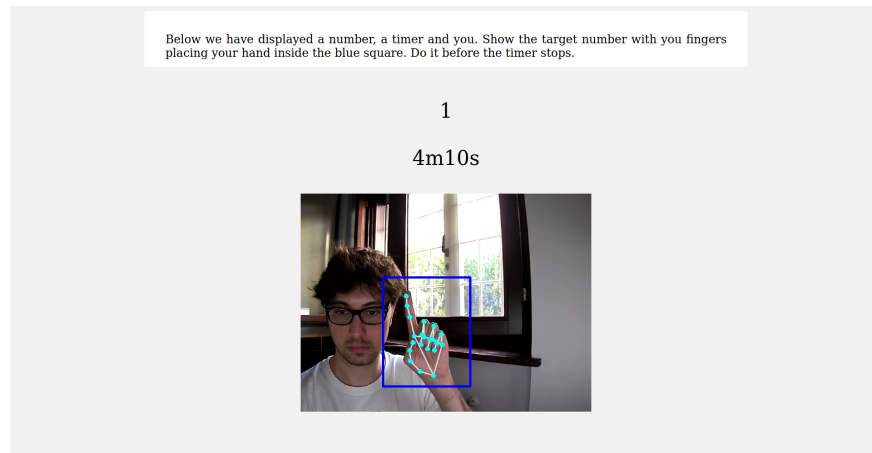 Below we have displayed a number, a timer and you. Show the target number with you fingers
placing your hand inside the blue square. Do it before the timer stops.
1
4m10s